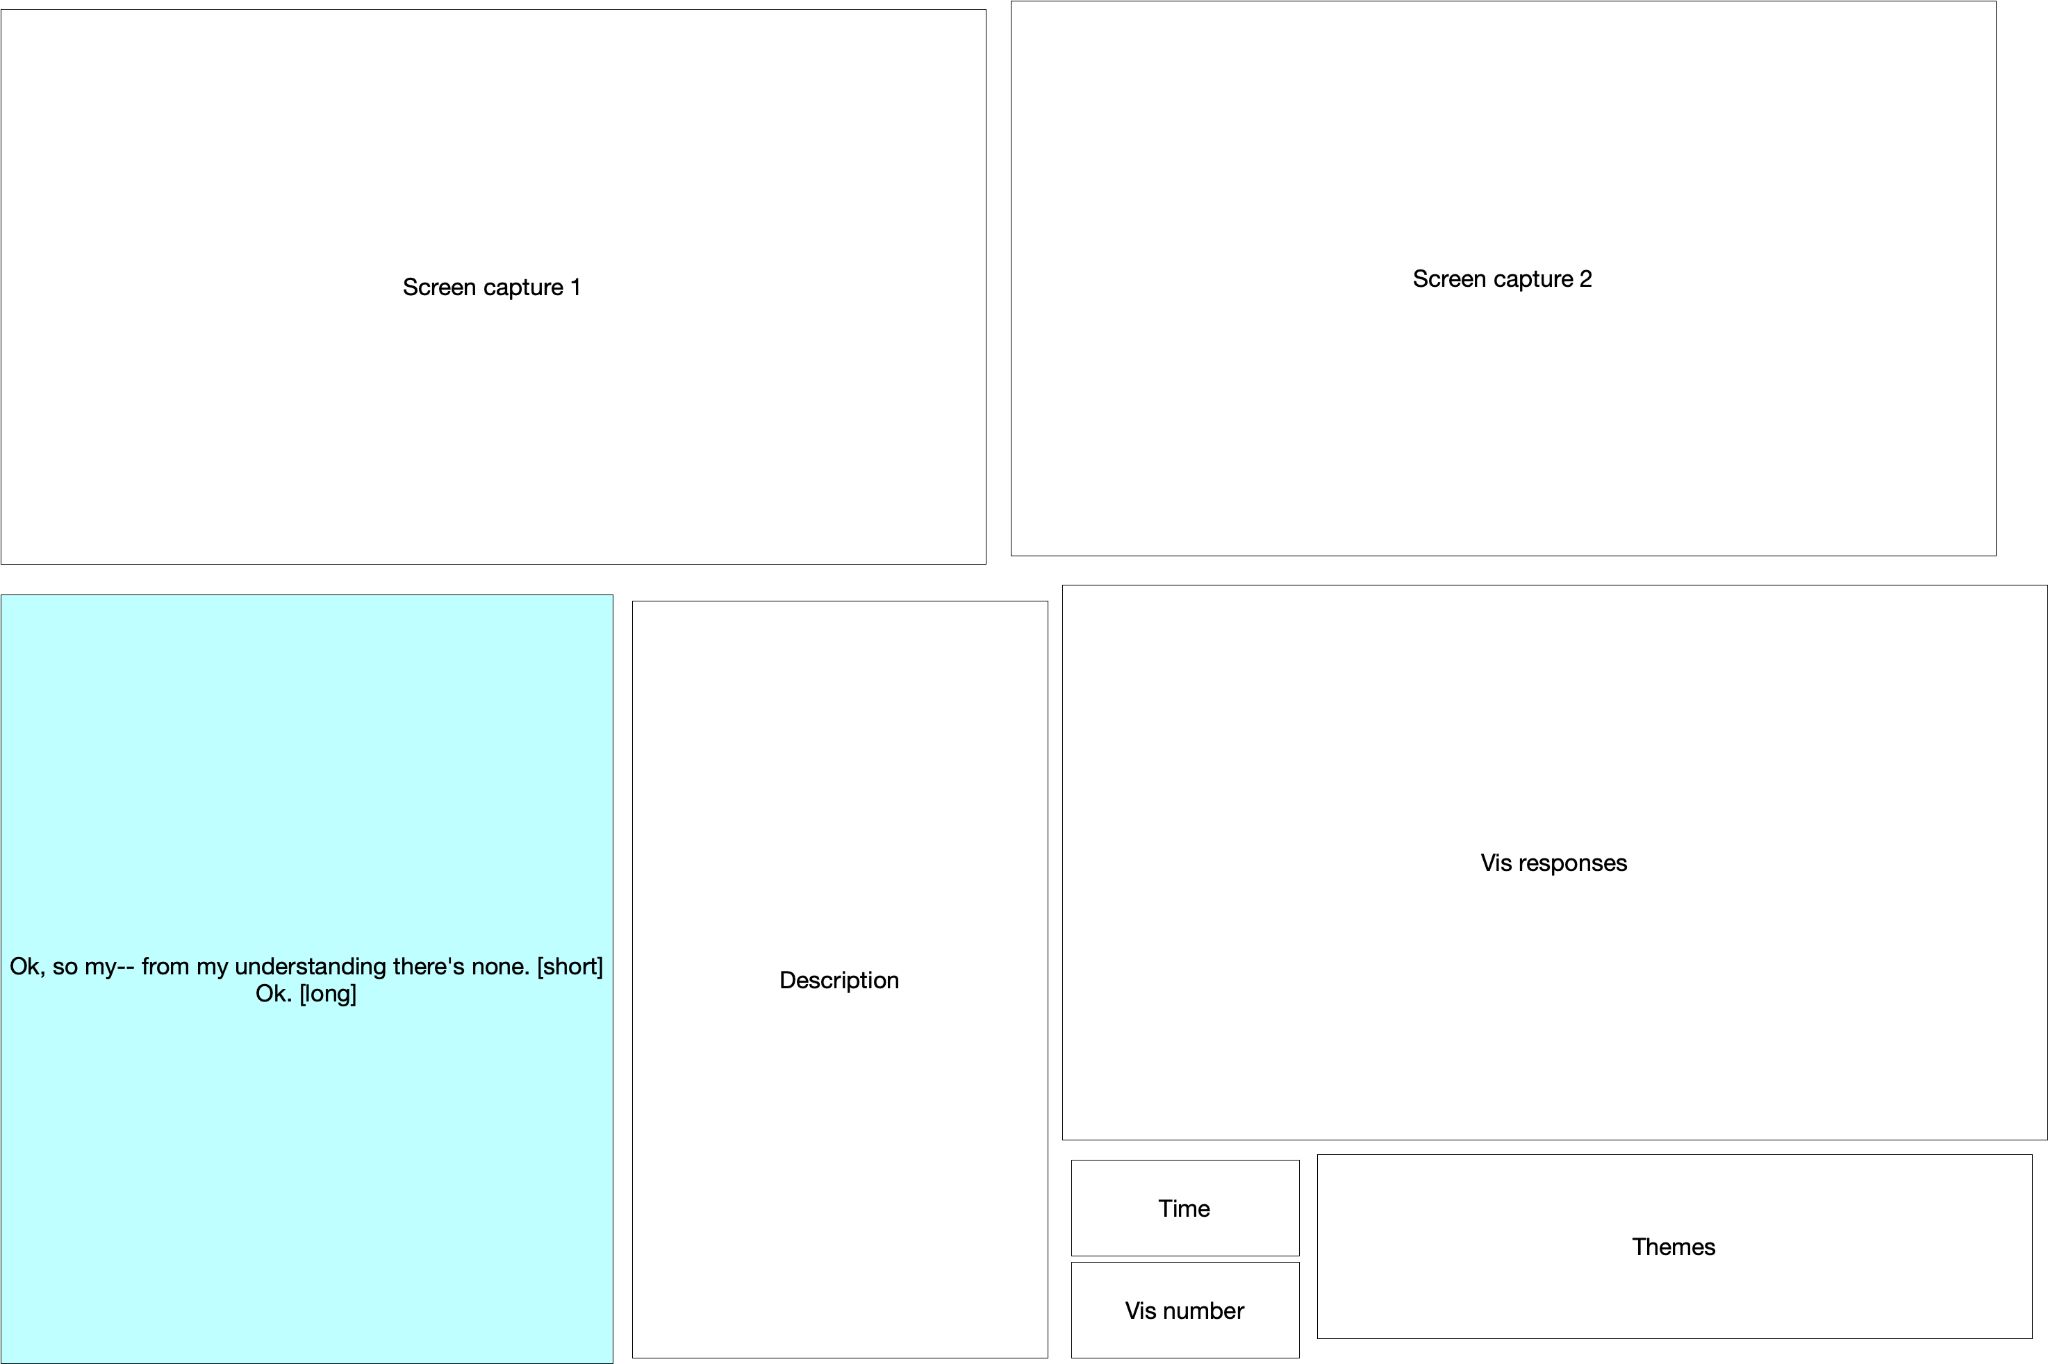 Screen capture 1
Screen capture 2
Ok, so my-- from my understanding there's none. [short]
Ok. [long]
Description
Vis responses
Time
Vis number
Themes